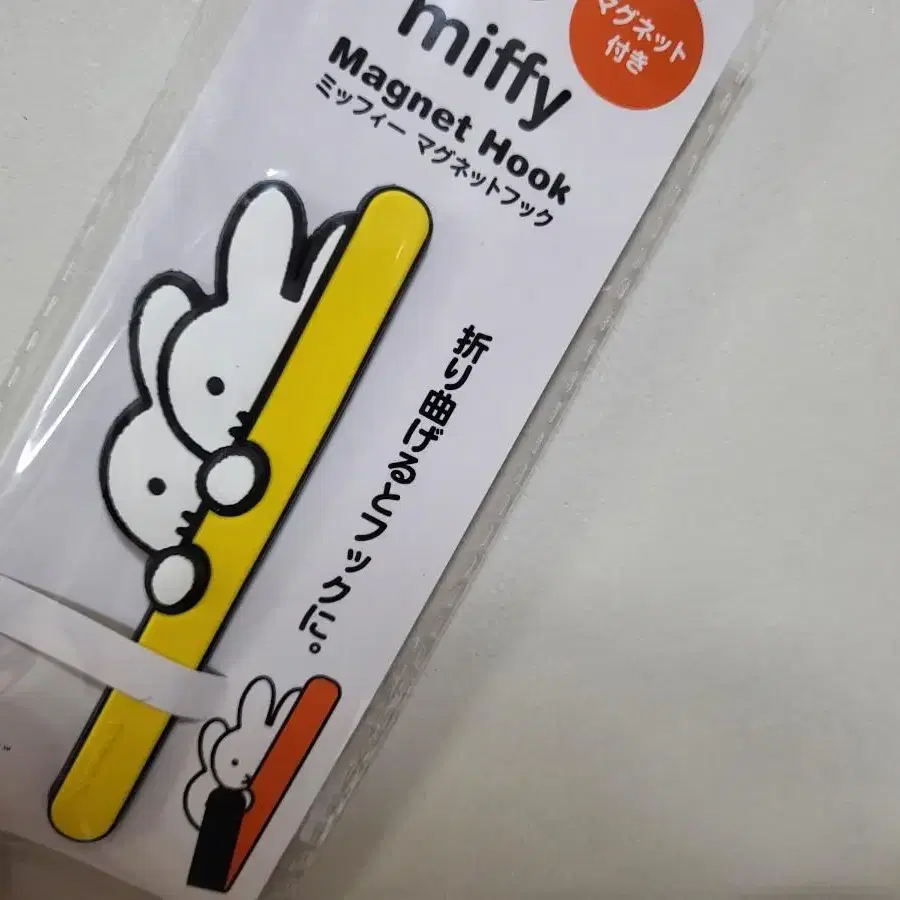 miffy
Magnet Hook
ミッフィー マグネットフック
マグネット
付き
折り曲げるとフックに。